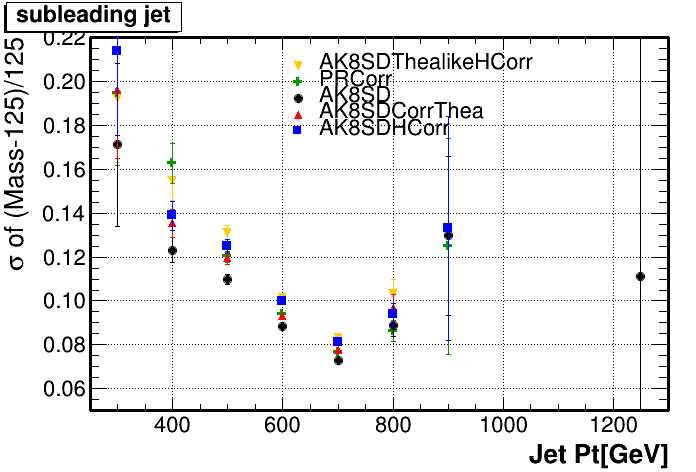 subleading jet
σ of (Mass-125)/125
0.22
0.20
0.18
0.16
0.14
0.12
0.10
0.08
0.06
AK8SDThealikeHCorr
PRCorr
AK8SD
AK8SDCorrThea
AK8SDHCorr
400 600 800 1000 1200
Jet Pt[GeV]